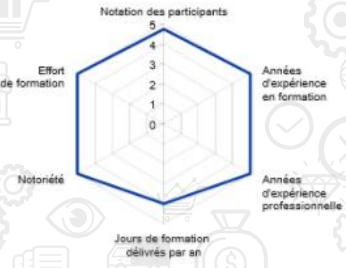 Notation des participants
5
4
3
2
1
0
Effort
de formation
Années
d'expérience
en formation
Notoriété
Années
d'expérience
professionnelle
Jours de formation
délivrés par an